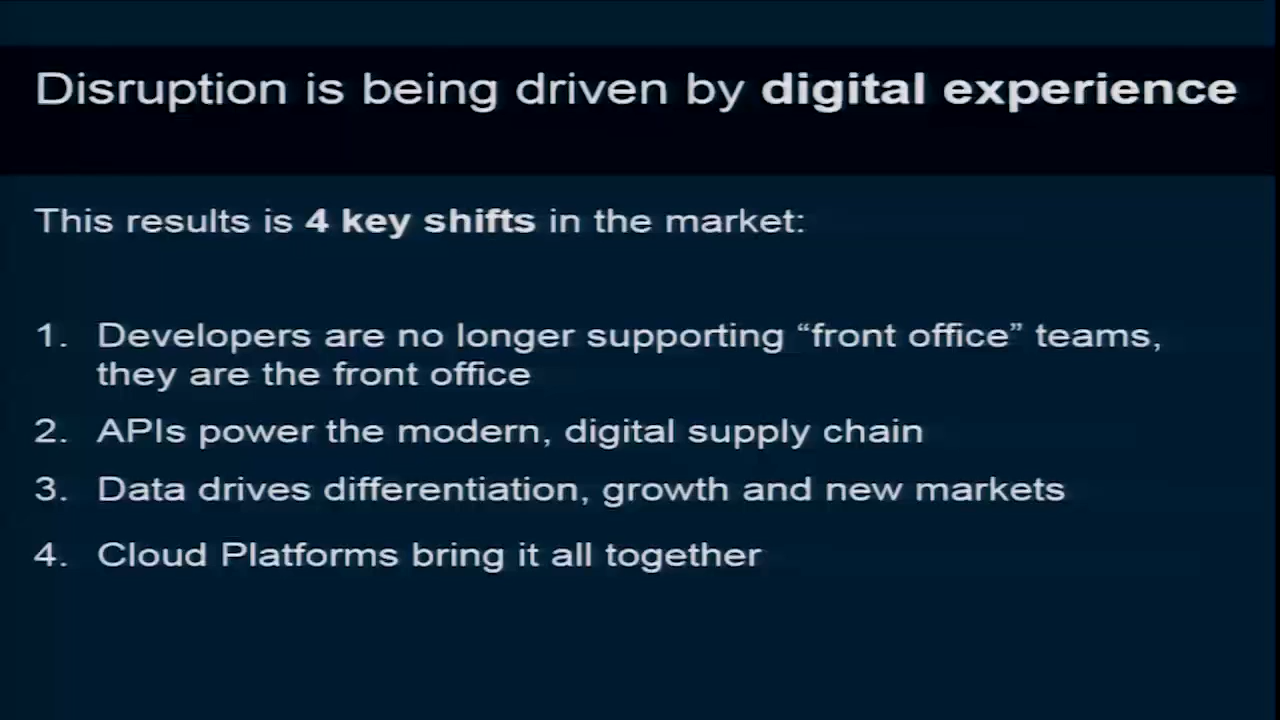 Disruption is being driven by digital experience
This results is 4 key shifts in the market:
1. Developers are no longer supporting “front office” teams,
they are the front office
2. APIs power the modern, digital supply chain
3. Data drives differentiation, growth and new markets
4. Cloud Platforms bring it all together